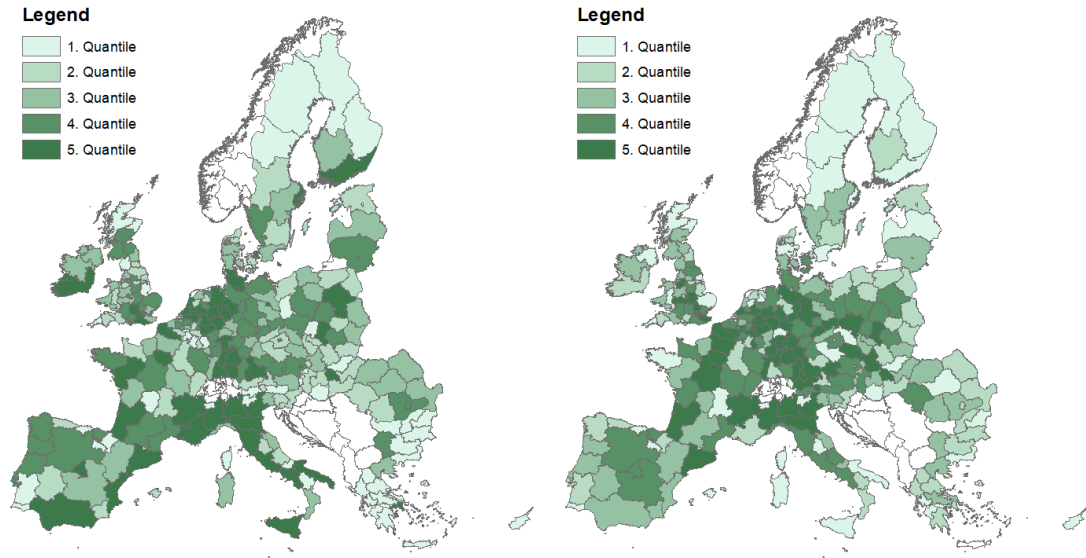 Legend
1. Quantile
2. Quantile
3. Quantile
4. Quantile
5. Quantile
Legend
1. Quantile
2. Quantile
3. Quantile
4. Quantile
5. Quantile